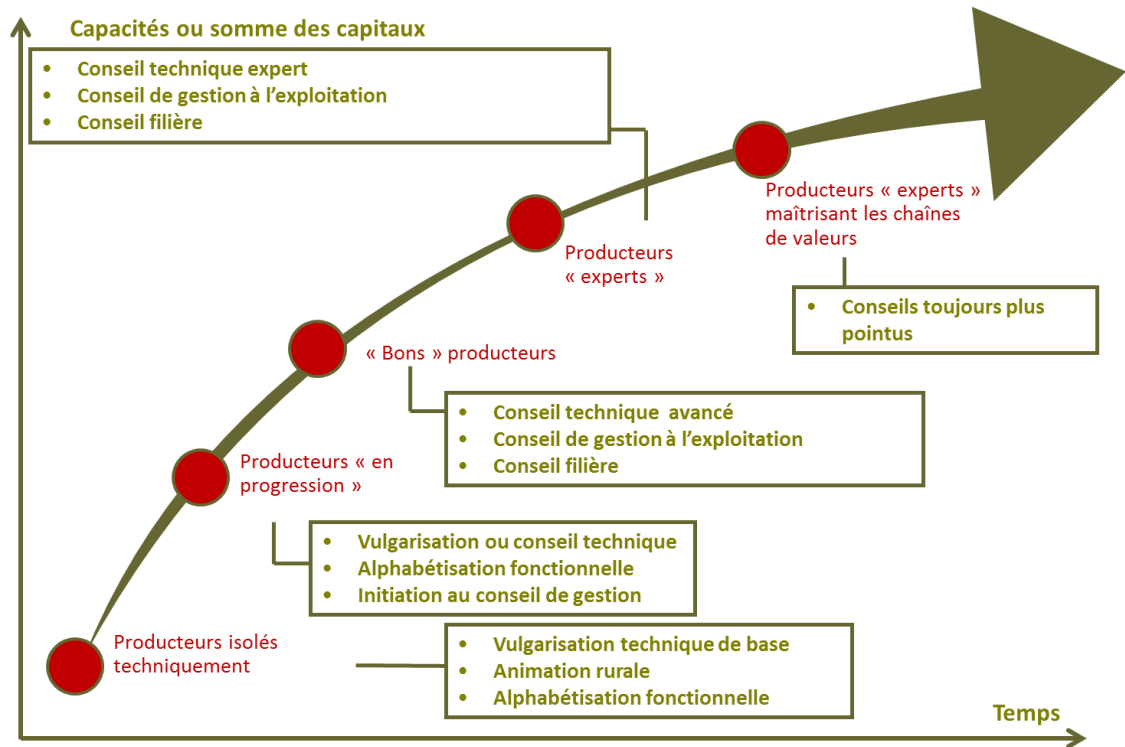 Capacités ou somme des capitaux
• Conseil technique expert
• Conseil de gestion à l’exploitation
• Conseil filière
Producteurs « experts »
maîtrisant les chaînes
de valeurs
Producteurs
« experts »
• Conseils toujours plus
pointus
« Bons » producteurs
• Conseil technique avancé
• Conseil de gestion à l’exploitation
• Conseil filière
Producteurs « en
progression »
• Vulgarisation ou conseil technique
• Alphabétisation fonctionnelle
• Initiation au conseil de gestion
Producteurs isolés
techniquement
• Vulgarisation technique de base
• Animation rurale
• Alphabétisation fonctionnelle
Temps